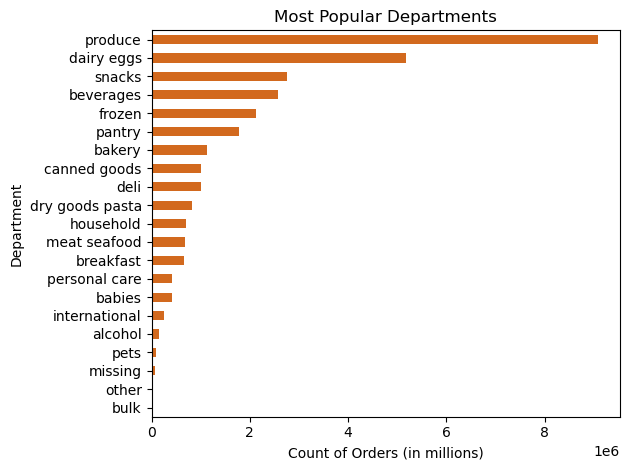 Most Popular Departments
Department
produce
dairy eggs
snacks
beverages
frozen
pantry
bakery
canned goods
deli
dry goods pasta
household
meat seafood
breakfast
personal care
babies
international
alcohol
pets
missing
other
bulk
0 2 4 6 8
1e6
Count of Orders (in millions)